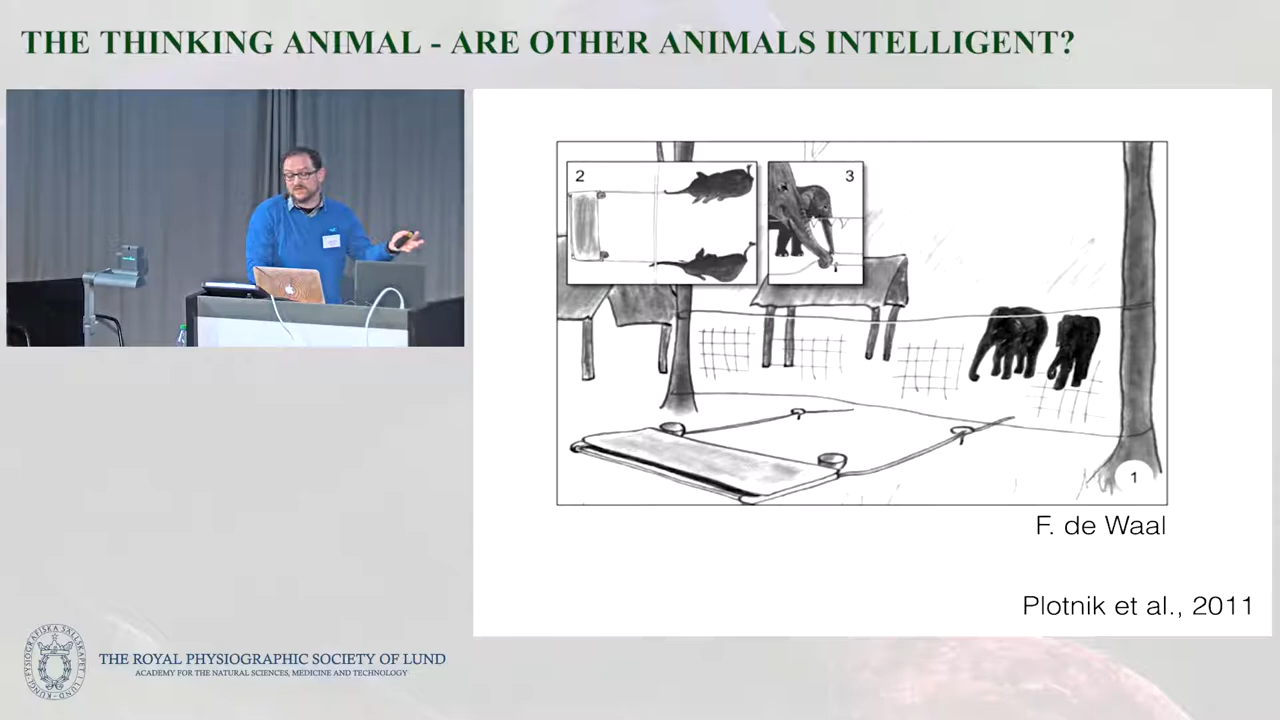 THE THINKING ANIMAL - ARE OTHER ANIMALS INTELLIGENT?
2
3
1
F. de Waal
Plotnik et al., 2011
THE ROYAL PHYSIOGRAPHIC SOCIETY OF LUND
ACADEMY FOR THE NATURAL SCIENCES, MEDICINE AND TECHNOLOGY